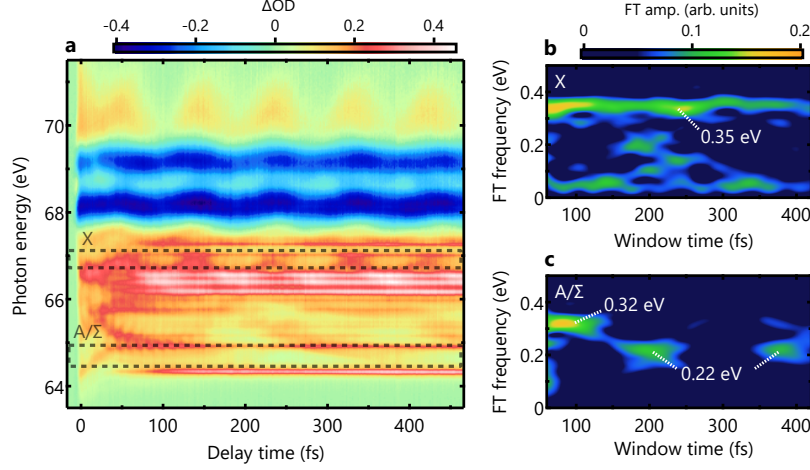 ΔOD
-0.4 -0.2 0 0.2 0.4
a
Photon energy (eV)
70
68
66
64
X
A/Σ
0 100 200 300 400
Delay time (fs)
FT amp. (arb. units)
0 0.1 0.2
b
FT frequency (eV)
0.4
0.2
0
X
0.35 eV
100 200 300 400
Window time (fs)
c
FT frequency (eV)
0.4
0.2
0
A/Σ
0.32 eV
0.22 eV
100 200 300 400
Window time (fs)